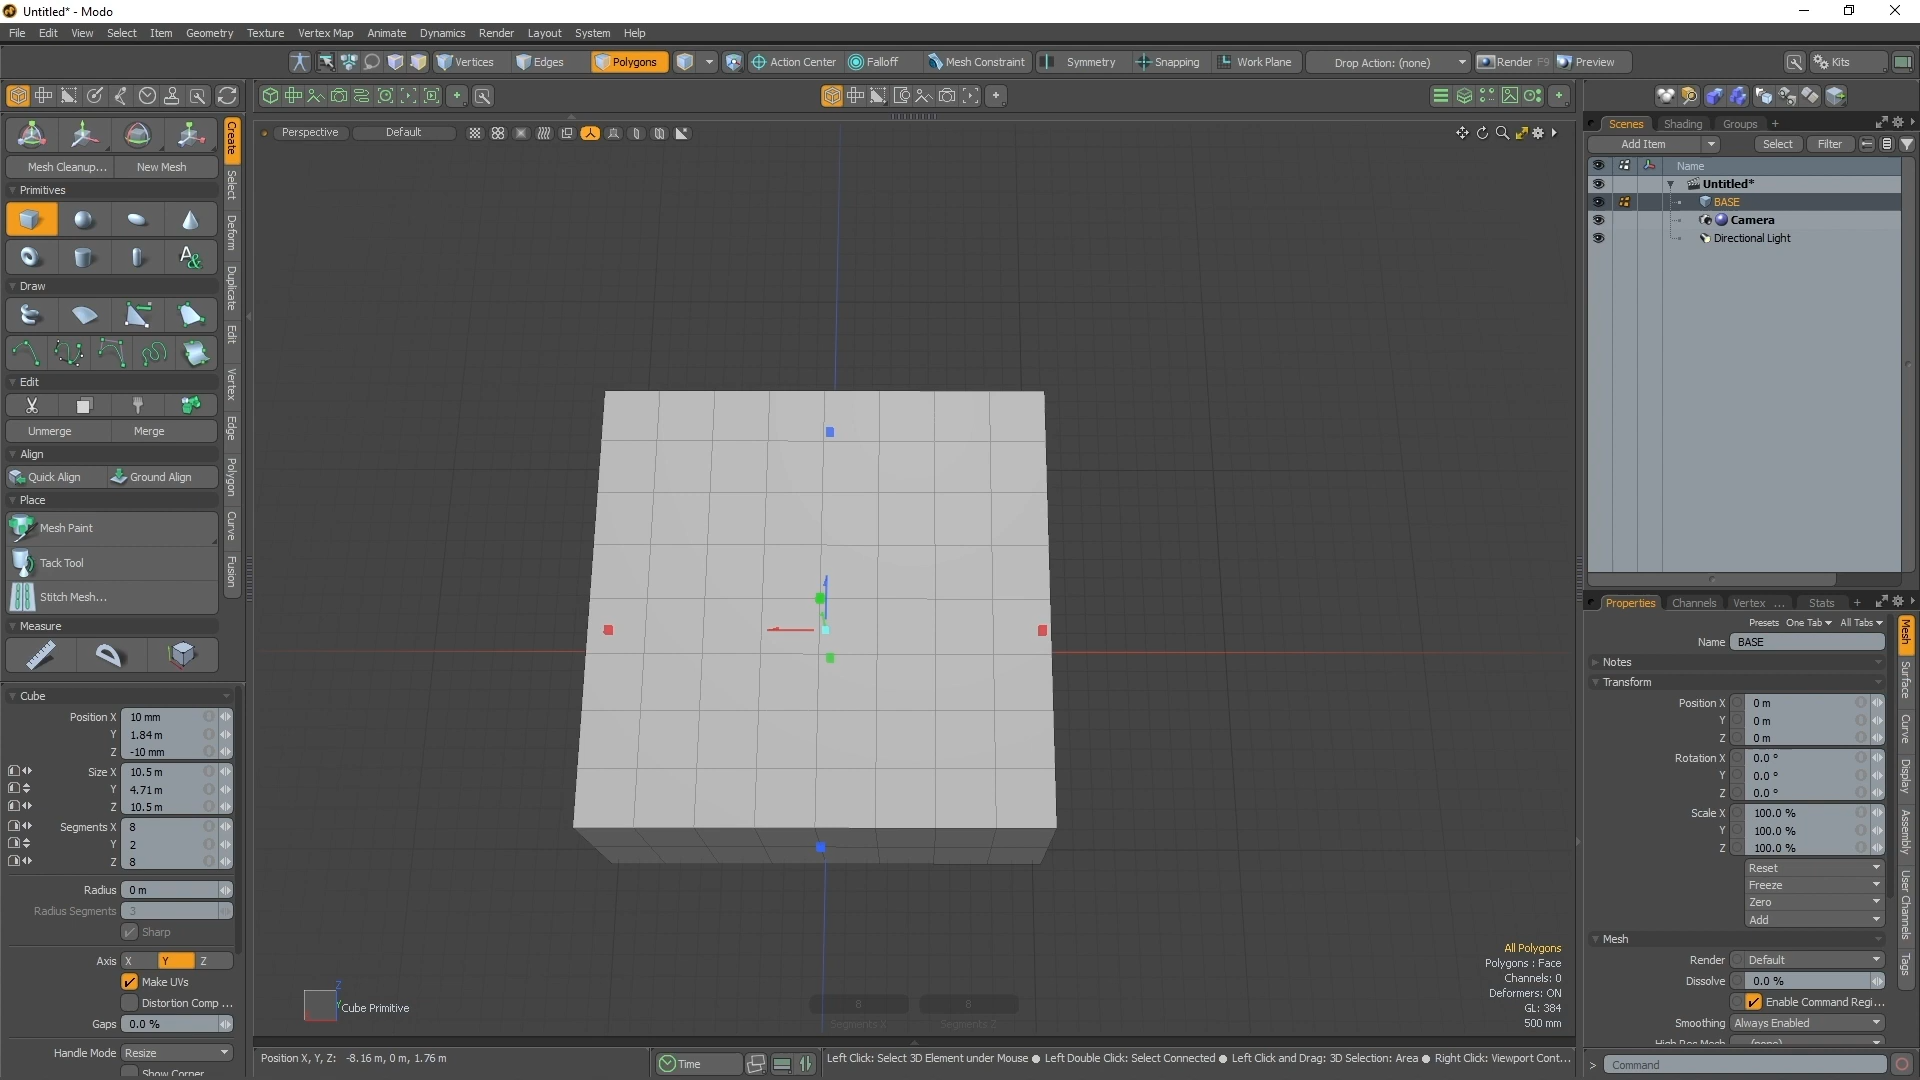 Untitled* - Modo
File Edit View Select Item Geometry Texture Vertex Map Animate Dynamics Render Layout System Help
Vertices Edges Polygons Action Center Falloff Mesh Constraint Symmetry Snapping Work Plane Drop Action: (none) Render F9 Preview Kits
Perspective Default
Mesh Cleanup... New Mesh
Primitives
Draw
Edit
Unmerge Merge
Align
Quick Align Ground Align
Place
Mesh Paint
Tack Tool
Stitch Mesh...
Measure
Create
Select
Deform
Duplicate
Edit
Vertex
Edge
Polygon
Curve
Fusion
Cube
Position X 10 mm
Y 1.84 m
Z -10 mm
Size X 10.5 m
Y 4.71 m
Z 10.5 m
Segments X 8
Y 2
Z 8
Radius 0 m
Radius Segments 3
Sharp
Axis X Y Z
Make UVs
Distortion Comp ...
Gaps 0.0 %
Handle Mode Resize
Show Corner
Z
Y
Cube Primitive
8 8
Segments X Segments Z
All Polygons
Polygons : Face
Channels: 0
Deformers: ON
GL: 384
500 mm
Position X, Y, Z: -8.16 m, 0 m, 1.76 m
Time
Left Click: Select 3D Element under Mouse ● Left Double Click: Select Connected ● Left Click and Drag: 3D Selection: Area ● Right Click: Viewport Cont...
Scenes Shading Groups +
Add Item Select Filter
Name
Untitled*
BASE
Camera
Directional Light
Properties Channels Vertex ... Stats +
Presets One Tab All Tabs
Name BASE
Notes
Transform
Position X 0 m
Y 0 m
Z 0 m
Rotation X 0.0 °
Y 0.0 °
Z 0.0 °
Scale X 100.0 %
Y 100.0 %
Z 100.0 %
Reset
Freeze
Zero
Add
Mesh
Render Default
Dissolve 0.0 %
Enable Command Regi...
Smoothing Always Enabled
High Res Mesh (none)
Mesh
Surface
Curve
Display
Assembly
User Channels
Tags
> Command